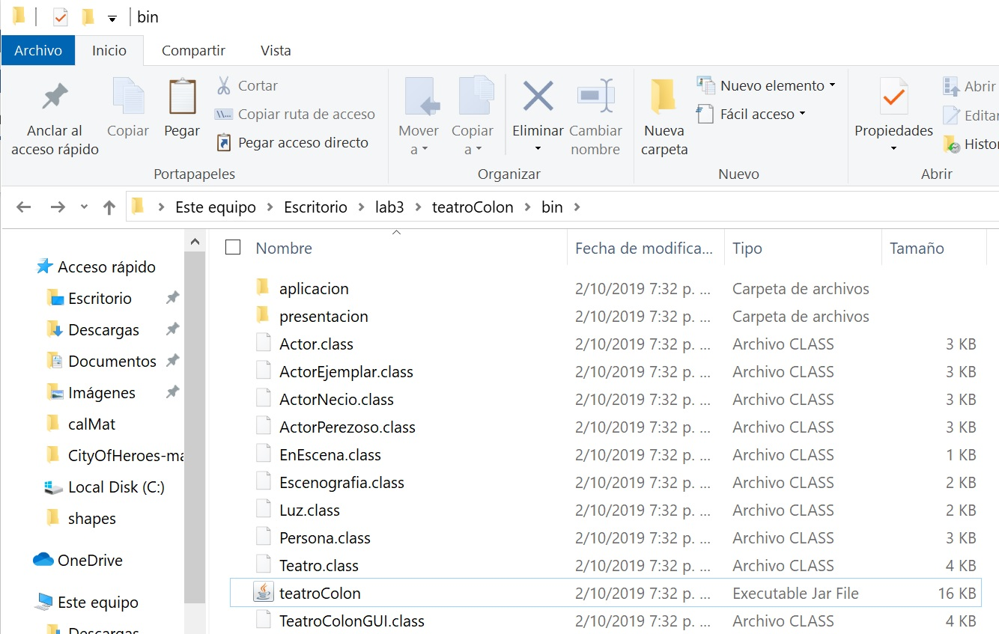 bin
Archivo Inicio Compartir Vista
Anclar al acceso rápido
Copiar
Pegar
Cortar
Copiar ruta de acceso
Pegar acceso directo
Portapapeles
Mover a
Copiar a
Eliminar
Cambiar nombre
Organizar
Nueva carpeta
Nuevo elemento
Fácil acceso
Nuevo
Propiedades
Abrir
Editar
Histor
Abrir
Este equipo > Escritorio > lab3 > teatroColon > bin >
Acceso rápido
Escritorio
Descargas
Documentos
Imágenes
calMat
CityOfHeroes-ma
Local Disk (C:)
shapes
OneDrive
Este equipo
Descargas
Nombre Fecha de modifica... Tipo Tamaño
aplicacion 2/10/2019 7:32 p. ... Carpeta de archivos
presentacion 2/10/2019 7:32 p. ... Carpeta de archivos
Actor.class 2/10/2019 7:32 p. ... Archivo CLASS 3 KB
ActorEjemplar.class 2/10/2019 7:32 p. ... Archivo CLASS 3 KB
ActorNecio.class 2/10/2019 7:32 p. ... Archivo CLASS 3 KB
ActorPerezoso.class 2/10/2019 7:32 p. ... Archivo CLASS 3 KB
EnEscena.class 2/10/2019 7:32 p. ... Archivo CLASS 1 KB
Escenografia.class 2/10/2019 7:32 p. ... Archivo CLASS 2 KB
Luz.class 2/10/2019 7:32 p. ... Archivo CLASS 2 KB
Persona.class 2/10/2019 7:32 p. ... Archivo CLASS 3 KB
Teatro.class 2/10/2019 7:32 p. ... Archivo CLASS 4 KB
teatroColon 2/10/2019 7:32 p. ... Executable Jar File 16 KB
TeatroColonGUI.class 2/10/2019 7:32 p. ... Archivo CLASS 4 KB